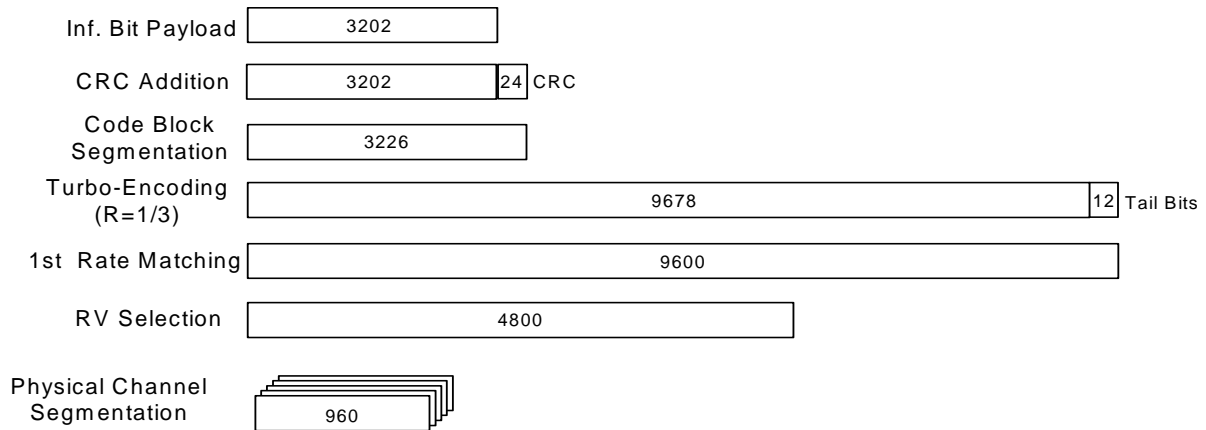 Inf. Bit Payload 3202
CRC Addition 3202 24 CRC
Code Block
Segmentation 3226
Turbo-Encoding
(R=1/3) 9678 12 Tail Bits
1st Rate Matching 9600
RV Selection 4800
Physical Channel
Segmentation 960